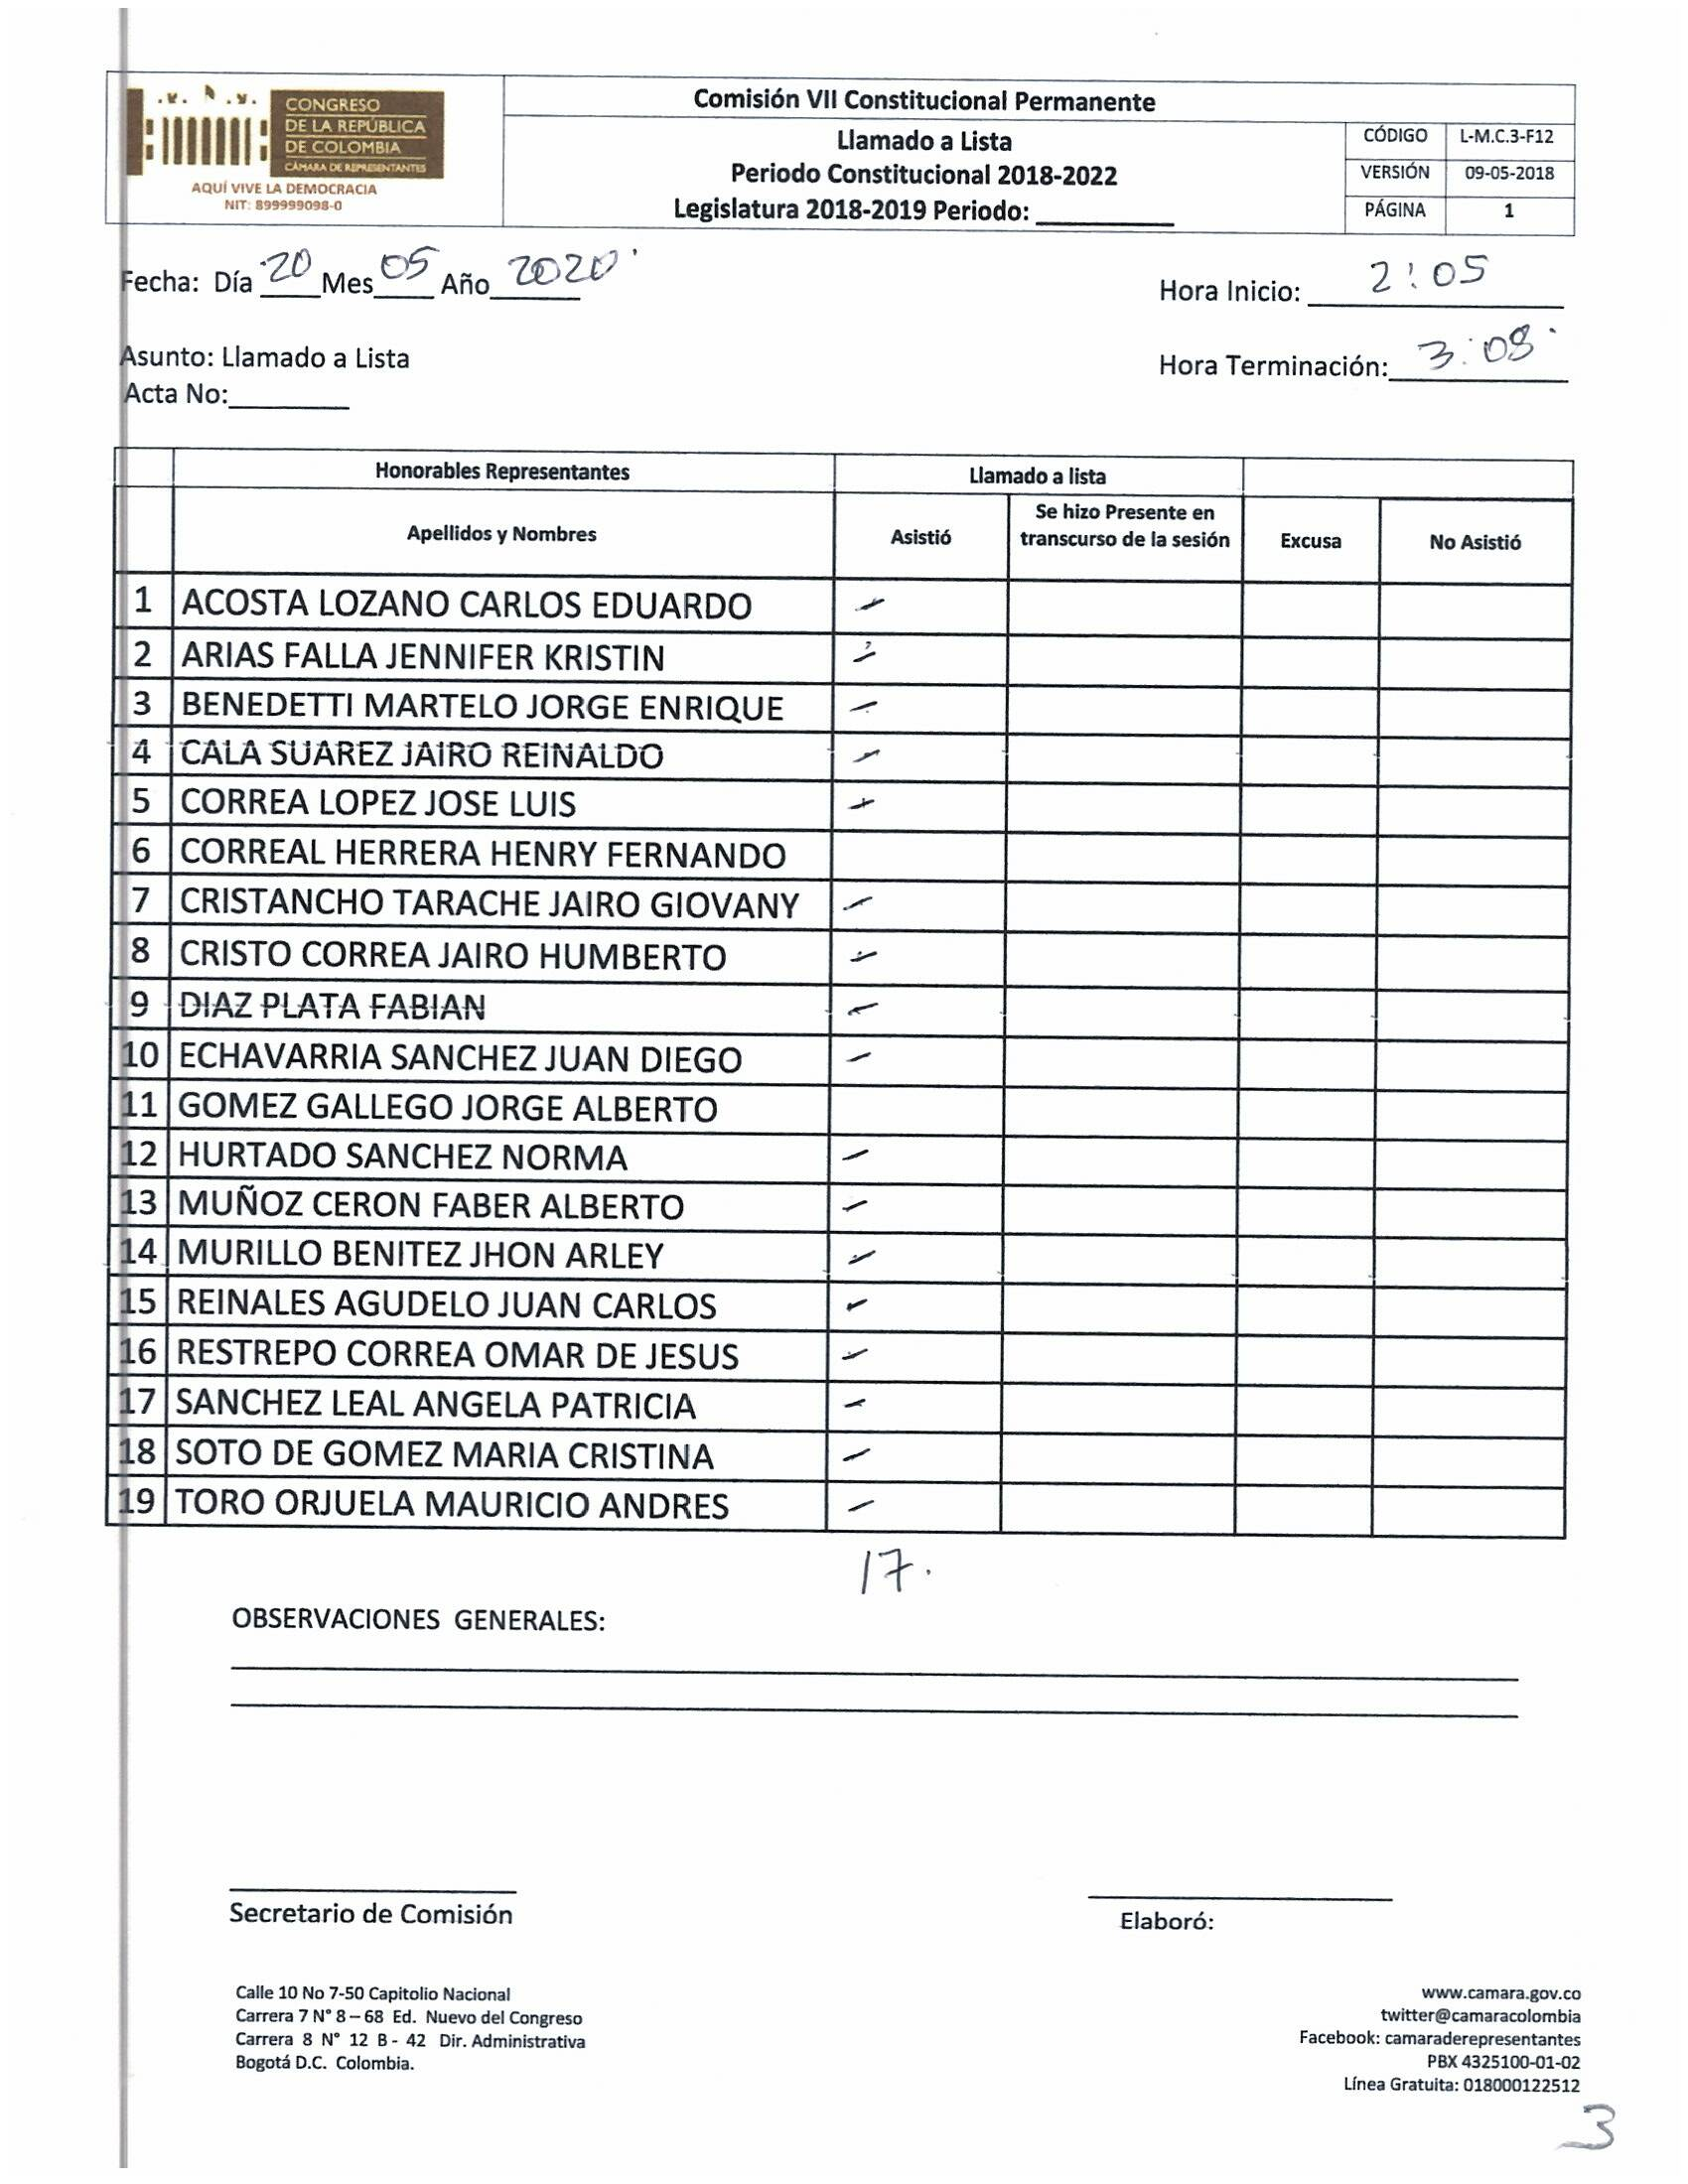 CONGRESO
DE LA REPÚBLICA
DE COLOMBIA
CÁMARA DE REPRESENTANTES
AQUÍ VIVE LA DEMOCRACIA
NIT: 899999098-0
Comisión VII Constitucional Permanente
Llamado a Lista
Periodo Constitucional 2018-2022
Legislatura 2018-2019 Periodo: ___________
CÓDIGO L-M.C.3-F12
VERSIÓN 09-05-2018
PÁGINA 1
Fecha: Día 20 Mes 05 Año 2020
Hora Inicio: 2:05
Asunto: Llamado a Lista
Hora Terminación: 3:08
Acta No:________
Honorables Representantes Llamado a lista
Apellidos y Nombres Asistió Se hizo Presente en transcurso de la sesión Excusa No Asistió
1 ACOSTA LOZANO CARLOS EDUARDO
2 ARIAS FALLA JENNIFER KRISTIN
3 BENEDETTI MARTELO JORGE ENRIQUE
4 CALA SUAREZ JAIRO REINALDO
5 CORREA LOPEZ JOSE LUIS
6 CORREAL HERRERA HENRY FERNANDO
7 CRISTANCHO TARACHE JAIRO GIOVANY
8 CRISTO CORREA JAIRO HUMBERTO
9 DIAZ PLATA FABIAN
10 ECHAVARRIA SANCHEZ JUAN DIEGO
11 GOMEZ GALLEGO JORGE ALBERTO
12 HURTADO SANCHEZ NORMA
13 MUÑOZ CERON FABER ALBERTO
14 MURILLO BENITEZ JHON ARLEY
15 REINALES AGUDELO JUAN CARLOS
16 RESTREPO CORREA OMAR DE JESUS
17 SANCHEZ LEAL ANGELA PATRICIA
18 SOTO DE GOMEZ MARIA CRISTINA
19 TORO ORJUELA MAURICIO ANDRES
17.
OBSERVACIONES GENERALES:
Secretario de Comisión
Elaboró:
Calle 10 No 7-50 Capitolio Nacional
Carrera 7 N° 8 – 68 Ed. Nuevo del Congreso
Carrera 8 N° 12 B - 42 Dir. Administrativa
Bogotá D.C. Colombia.
www.camara.gov.co
twitter@camaracolombia
Facebook: camaraderepresentantes
PBX 4325100-01-02
Línea Gratuita: 018000122512
3